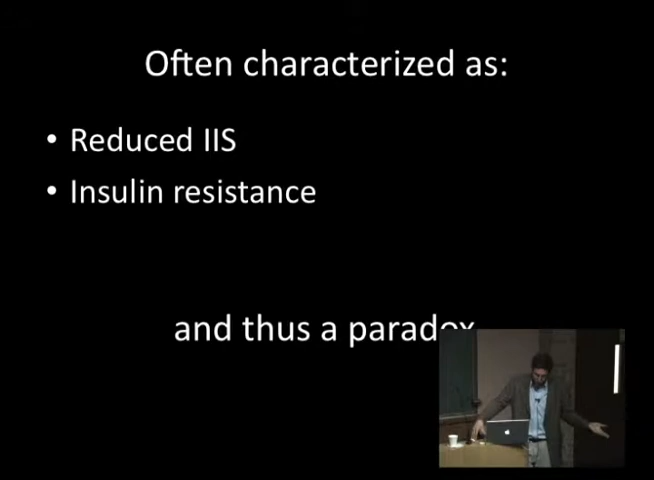 Often characterized as:
• Reduced IIS
• Insulin resistance
and thus a paradox